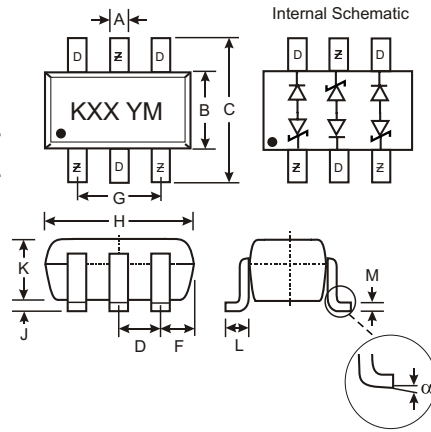 Internal Schematic
A
D Z D
D Z D
KXX YM
B
C
Z D Z
Z D Z
G
H
K
J
D
F
L
M
α